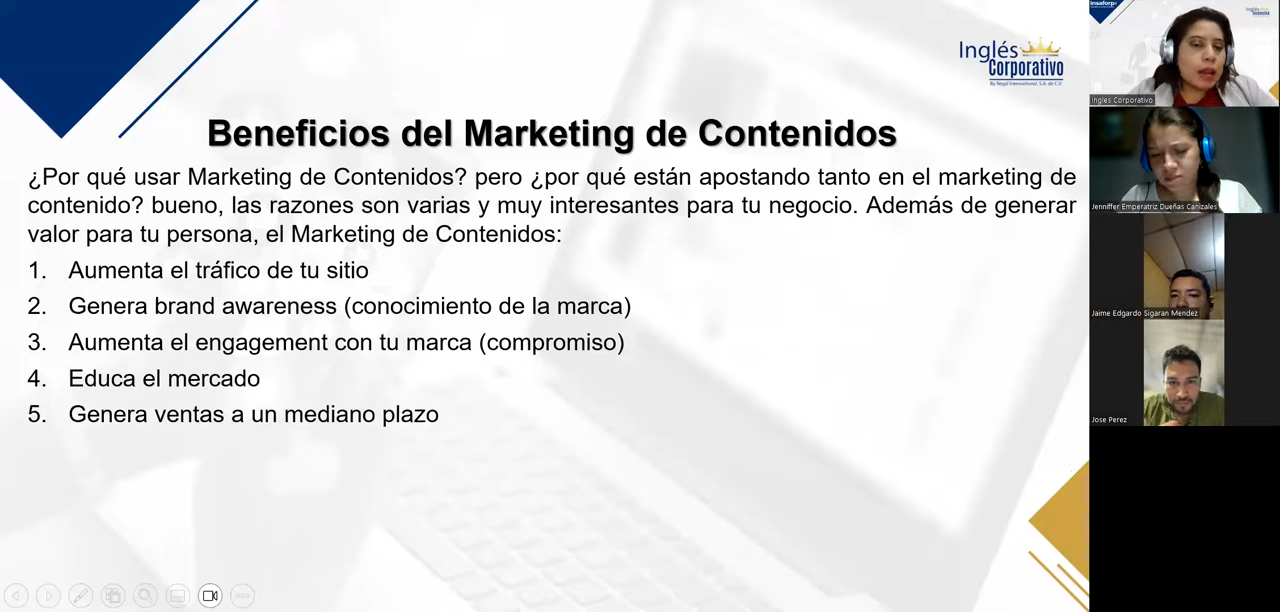 Inglés
Corporativo
By Regal International, S.A. de C.V.
Beneficios del Marketing de Contenidos
¿Por qué usar Marketing de Contenidos? pero ¿por qué están apostando tanto en el marketing de
contenido? bueno, las razones son varias y muy interesantes para tu negocio. Además de generar
valor para tu persona, el Marketing de Contenidos:
1. Aumenta el tráfico de tu sitio
2. Genera brand awareness (conocimiento de la marca)
3. Aumenta el engagement con tu marca (compromiso)
4. Educa el mercado
5. Genera ventas a un mediano plazo
insaforp
Inglés
Corporativo
Ingles Corporativo
Jenniffer Emperatriz Dueñas Canizales
Jaime Edgardo Sigaran Mendez
Jose Perez